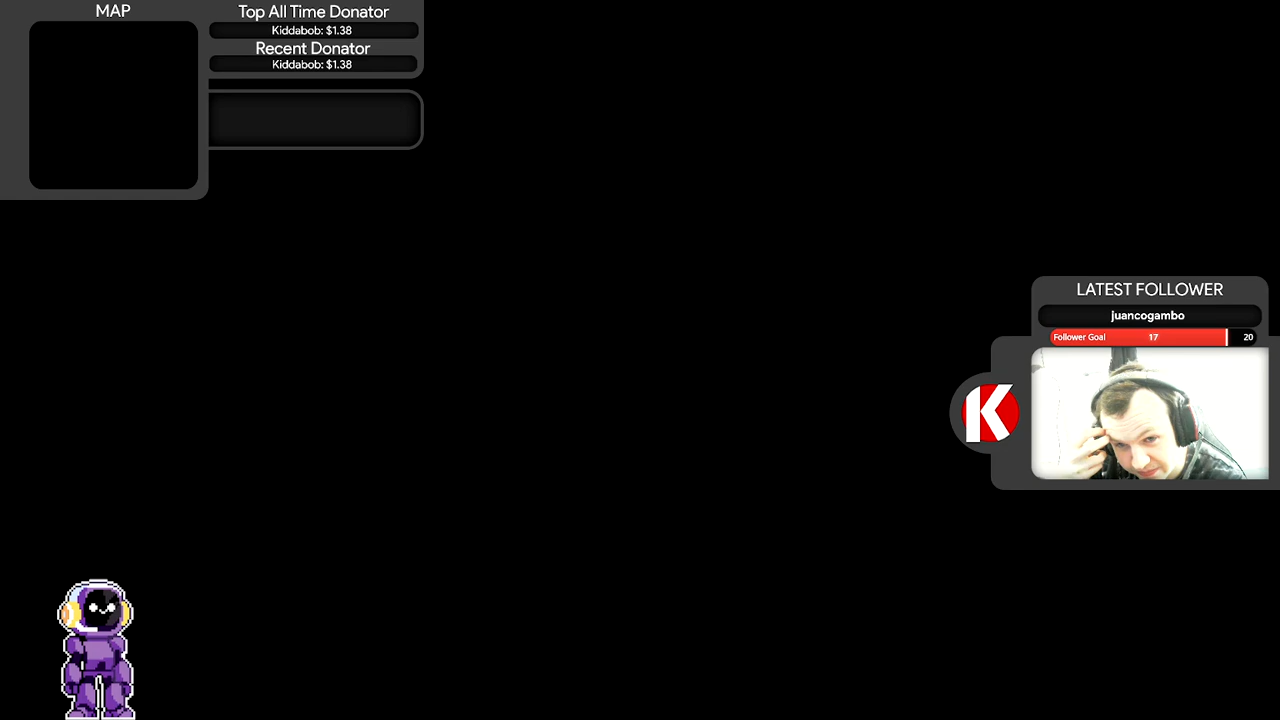 MAP
Top All Time Donator
Kiddabob: $1.38
Recent Donator
Kiddabob: $1.38
LATEST FOLLOWER
juancogambo
Follower Goal 17 20
K